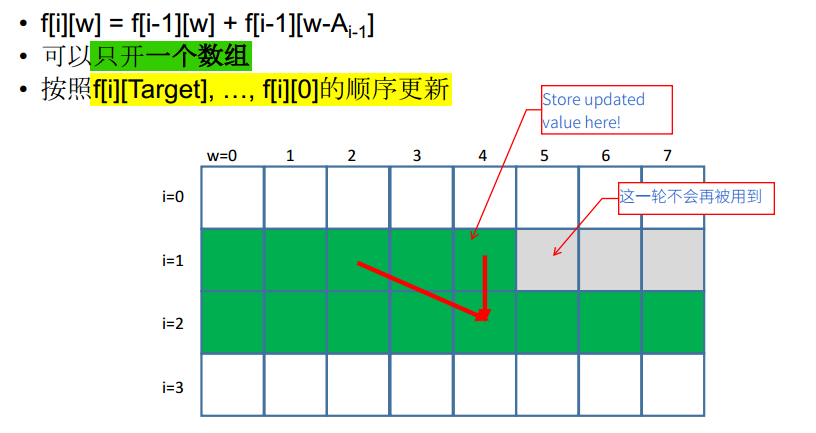 • f[i][w] = f[i-1][w] + f[i-1][w-Ai-1]
• 可以只开一个数组
• 按照f[i][Target], …, f[i][0]的顺序更新
Store updated
value here!
w=0 1 2 3 4 5 6 7
这一轮不会再被用到
i=0
i=1
i=2
i=3